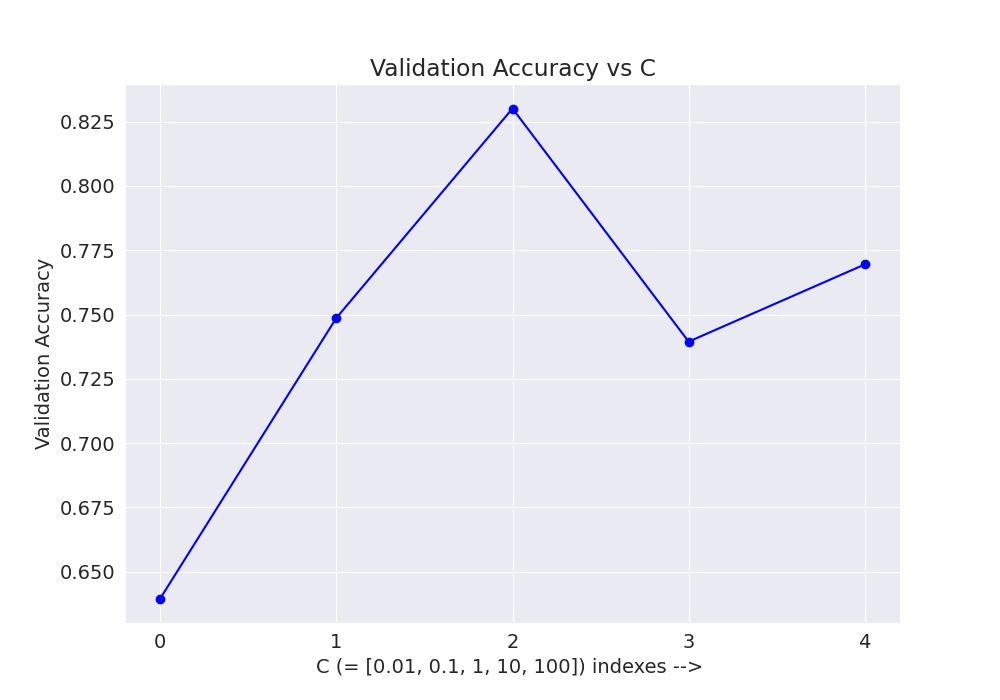 Validation Accuracy vs C
0.825
0.800
0.775
0.750
0.725
0.700
0.675
0.650
Validation Accuracy
0 1 2 3 4
C (= [0.01, 0.1, 1, 10, 100]) indexes -->